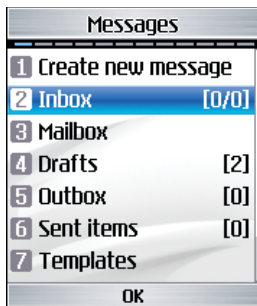 Messages
1 Create new message
2 Inbox [0/0]
3 Mailbox
4 Drafts [2]
5 Outbox [0]
6 Sent items [0]
7 Templates
OK